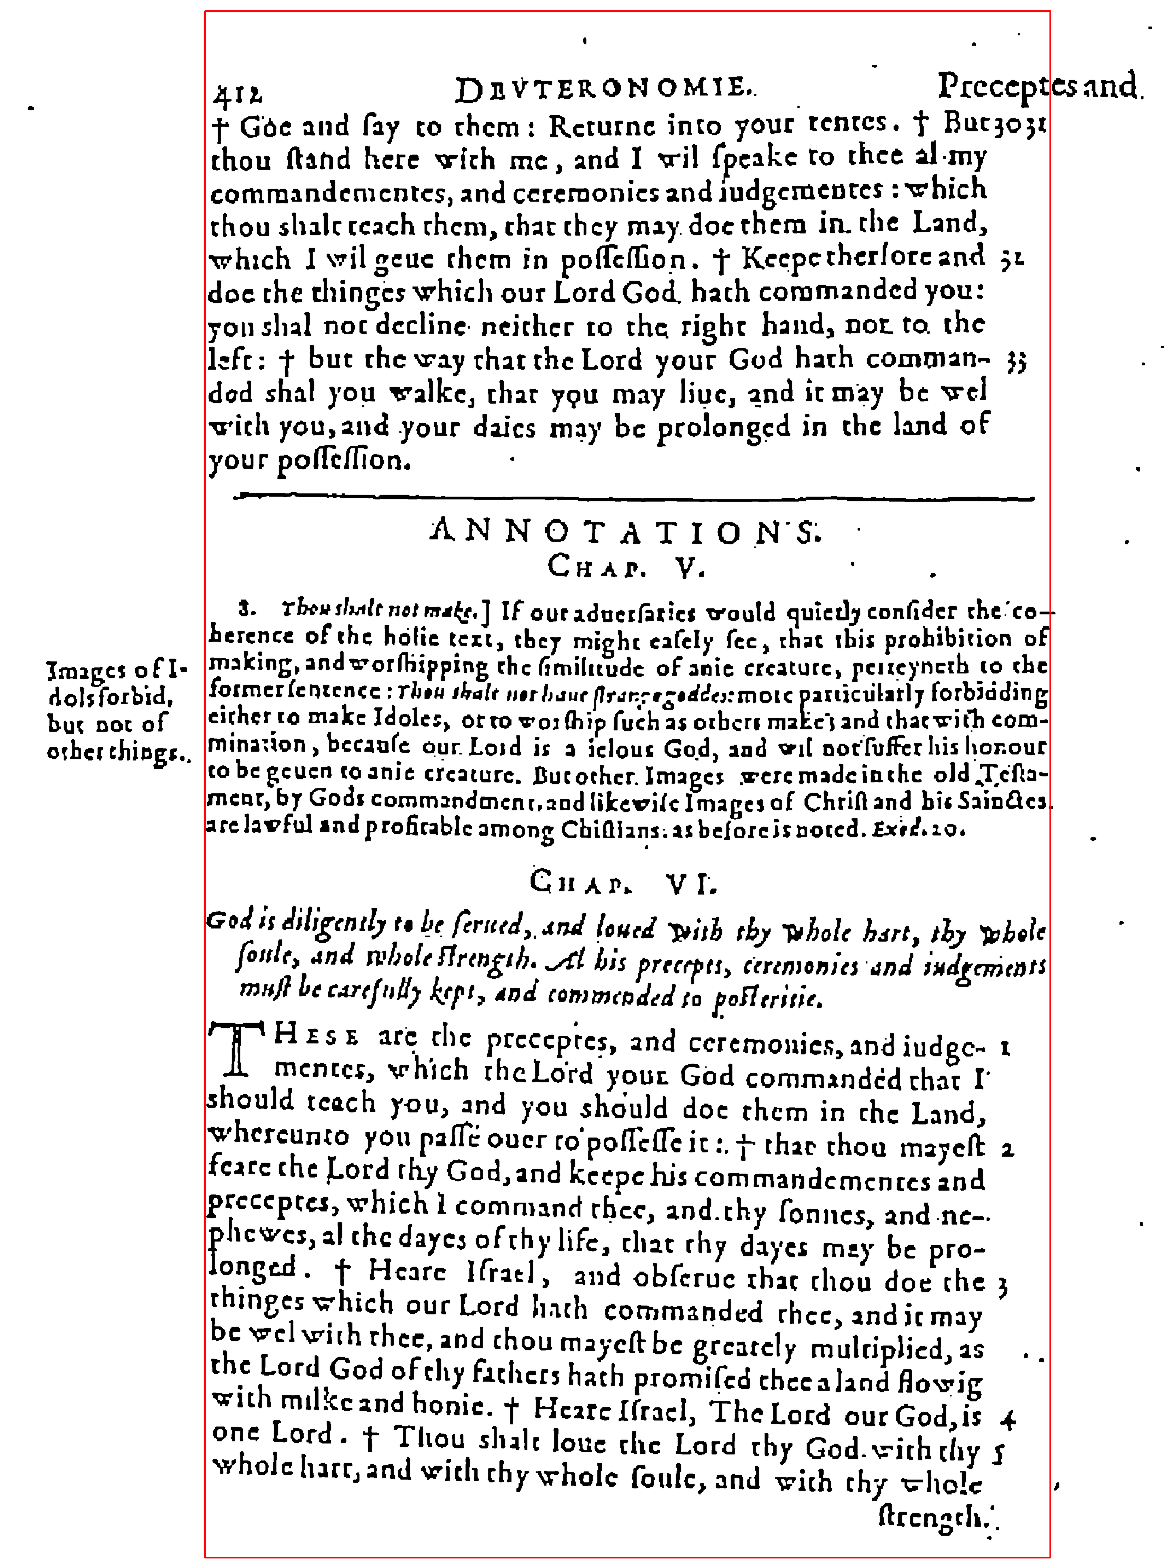 412 DEVTERONOMIE. Preceptes and
† Goe and ſay to them: Returne into your tentes. † But 30 31
thou ſtand here with me, and I wil ſpeake to thee al my
commandementes, and ceremonies and iudgementes: which
thou shalt teach them, that they may doe them in the Land,
which I wil geue them in poſſeſſion. † Keepe therfore and 32
doe the thinges which our Lord God hath commanded you:
you shal not decline neither to the right hand, not to the
left: † but the way that the Lord your God hath comman- 33
ded shal you walke, that you may liue, and it may be wel
with you, and your daies may be prolonged in the land of
your poſſeſſion.
ANNOTATIONS.
CHAP. V.
8. Thou shalt not make.] If our aduerſaries would quietly conſider the co-
herence of the holie text, they might eaſely ſee, that this prohibition of
making, and worſhipping the ſimilitude of anie creature, perteyneth to the
former ſentence: Thou shalt not haue ſtrange goddes: more particularly forbidding
either to make Idoles, or to worſhip ſuch as others make; and that with com-
mination, becauſe our Lord is a ielous God, and wil not ſuffer his honour
to be geuen to anie creature. But other Images were made in the old Teſta-
ment, by Gods commandment, and likewiſe Images of Chriſt and his Sainctes
are lawful and profitable among Chiſtians: as before is noted. Exod. 20.
Images of I-
dols forbid,
but not of
other things.
CHAP. VI.
God is diligently to be ſerued, and loued with thy whole hart, thy whole
ſoule, and whole ſtrength. Al his precepts, ceremonies and iudgements
muſt be carefully kept, and commended to poſteritie.
THESE are the preceptes, and ceremonies, and iudge- 1
mentes, which the Lord your God commanded that I
should teach you, and you should doe them in the Land,
whereunto you paſſe ouer to poſſeſſe it: † that thou mayeſt 2
feare the Lord thy God, and keepe his commandementes and
preceptes, which I command thee, and thy ſonnes, and ne-
phewes, al the dayes of thy life, that thy dayes may be pro-
longed. † Heare Iſrael, and obſerue that thou doe the 3
thinges which our Lord hath commanded thee, and it may
be wel with thee, and thou mayeſt be greately multiplied, as
the Lord God of thy fathers hath promiſed thee a land flowig
with milke and honie. † Heare Iſrael, The Lord our God, is 4
one Lord. † Thou shalt loue the Lord thy God with thy 5
whole hart, and with thy whole ſoule, and with thy whole
ſtrength.